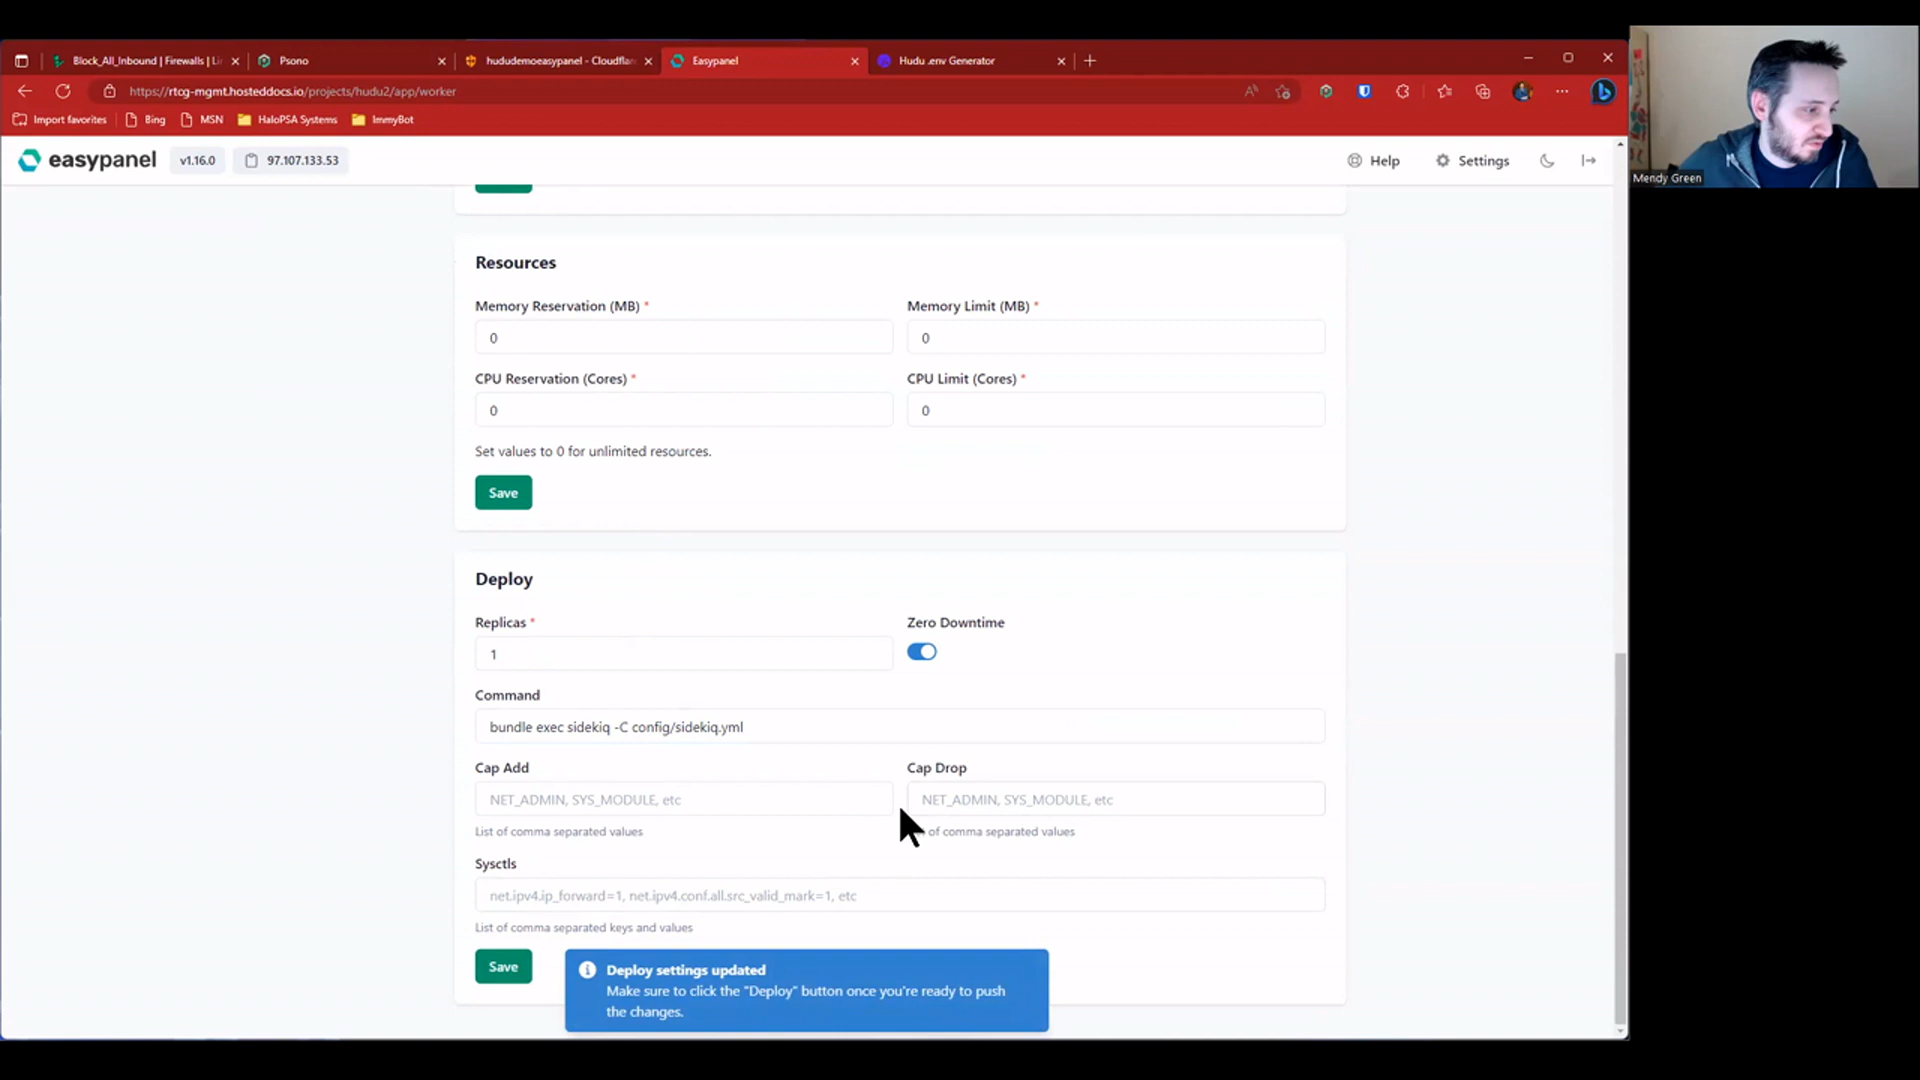 Block_All_Inbound | Firewalls | Li
Psono
hududemoeasypanel - Cloudflar
Easypanel
Hudu .env Generator
https://rtcg-mgmt.hosteddocs.io/projects/hudu2/app/worker
Import favorites
Bing
MSN
HaloPSA Systems
ImmyBot
easypanel
v1.16.0
97.107.133.53
Help
Settings
Mendy Green
Resources
Memory Reservation (MB) *
Memory Limit (MB) *
0
0
CPU Reservation (Cores) *
CPU Limit (Cores) *
0
0
Set values to 0 for unlimited resources.
Save
Deploy
Replicas *
Zero Downtime
1
Command
bundle exec sidekiq -C config/sidekiq.yml
Cap Add
Cap Drop
NET_ADMIN, SYS_MODULE, etc
NET_ADMIN, SYS_MODULE, etc
List of comma separated values
of comma separated values
Sysctls
net.ipv4.ip_forward=1, net.ipv4.conf.all.src_valid_mark=1, etc
List of comma separated keys and values
Save
Deploy settings updated
Make sure to click the "Deploy" button once you're ready to push
the changes.